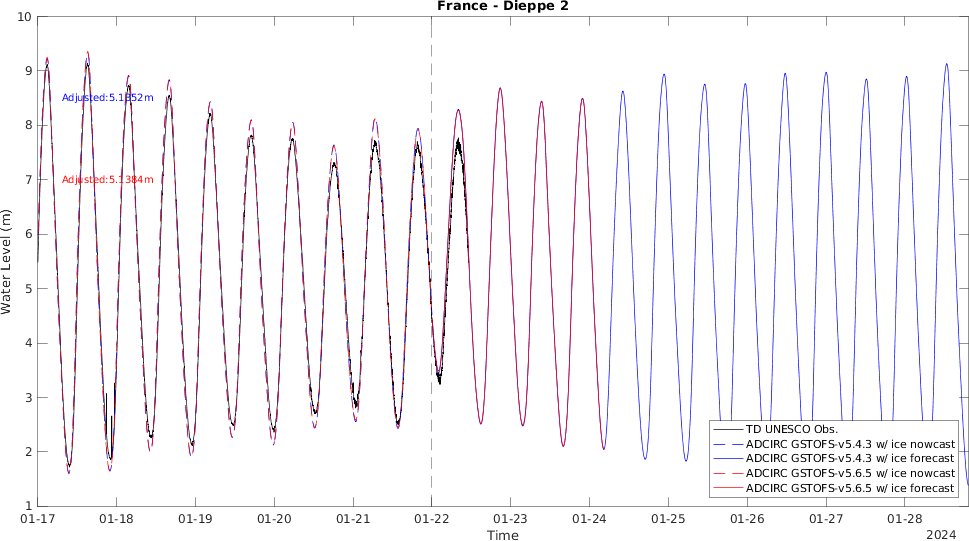 France - Dieppe 2
10
9
8
7
6
5
4
3
2
1
Water Level (m)
Adjusted:5.1352m
Adjusted:5.1384m
TD UNESCO Obs.
ADCIRC GSTOFS-v5.4.3 w/ ice nowcast
ADCIRC GSTOFS-v5.4.3 w/ ice forecast
ADCIRC GSTOFS-v5.6.5 w/ ice nowcast
ADCIRC GSTOFS-v5.6.5 w/ ice forecast
01-17 01-18 01-19 01-20 01-21 01-22 01-23 01-24 01-25 01-26 01-27 01-28
Time
2024